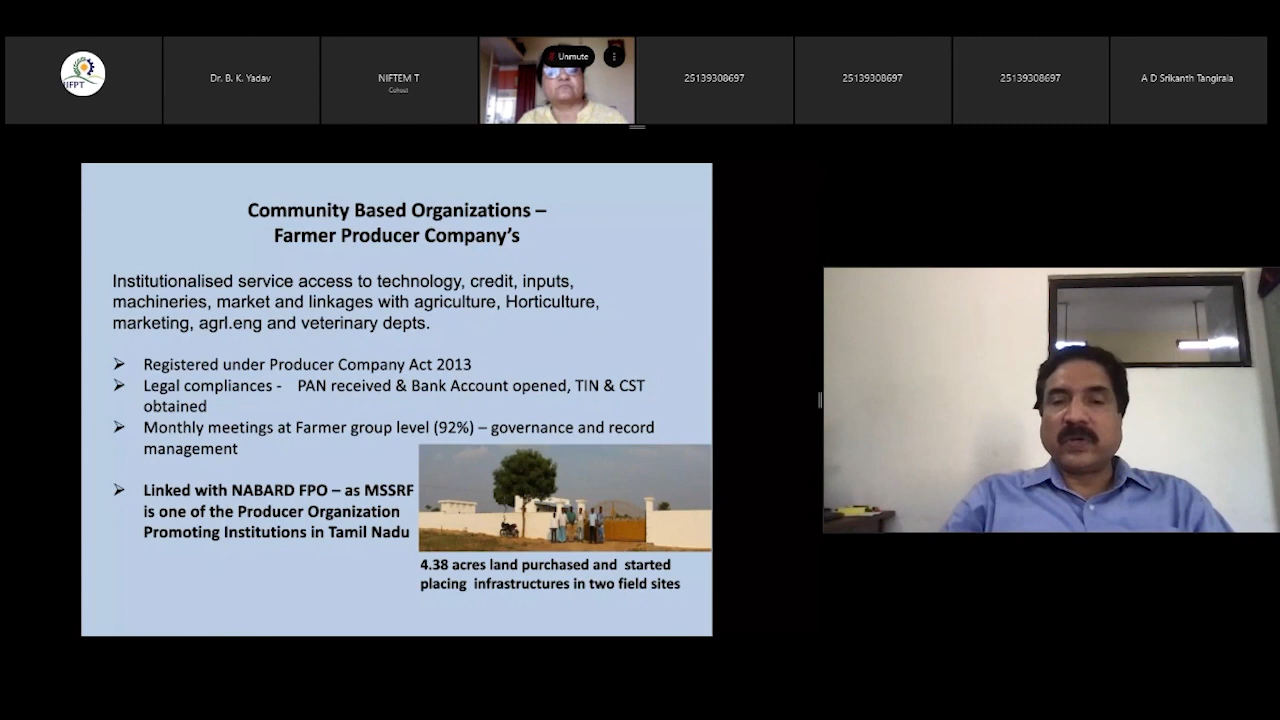 IIFPT
Dr. B. K. Yadav
NIFTEM T
Cohost
Unmute
25139308697
25139308697
25139308697
A D Srikanth Tangirala
Community Based Organizations –
Farmer Producer Company's
Institutionalised service access to technology, credit, inputs,
machineries, market and linkages with agriculture, Horticulture,
marketing, agrl.eng and veterinary depts.
Registered under Producer Company Act 2013
Legal compliances - PAN received & Bank Account opened, TIN & CST
obtained
Monthly meetings at Farmer group level (92%) – governance and record
management
Linked with NABARD FPO – as MSSRF
is one of the Producer Organization
Promoting Institutions in Tamil Nadu
4.38 acres land purchased and started
placing infrastructures in two field sites